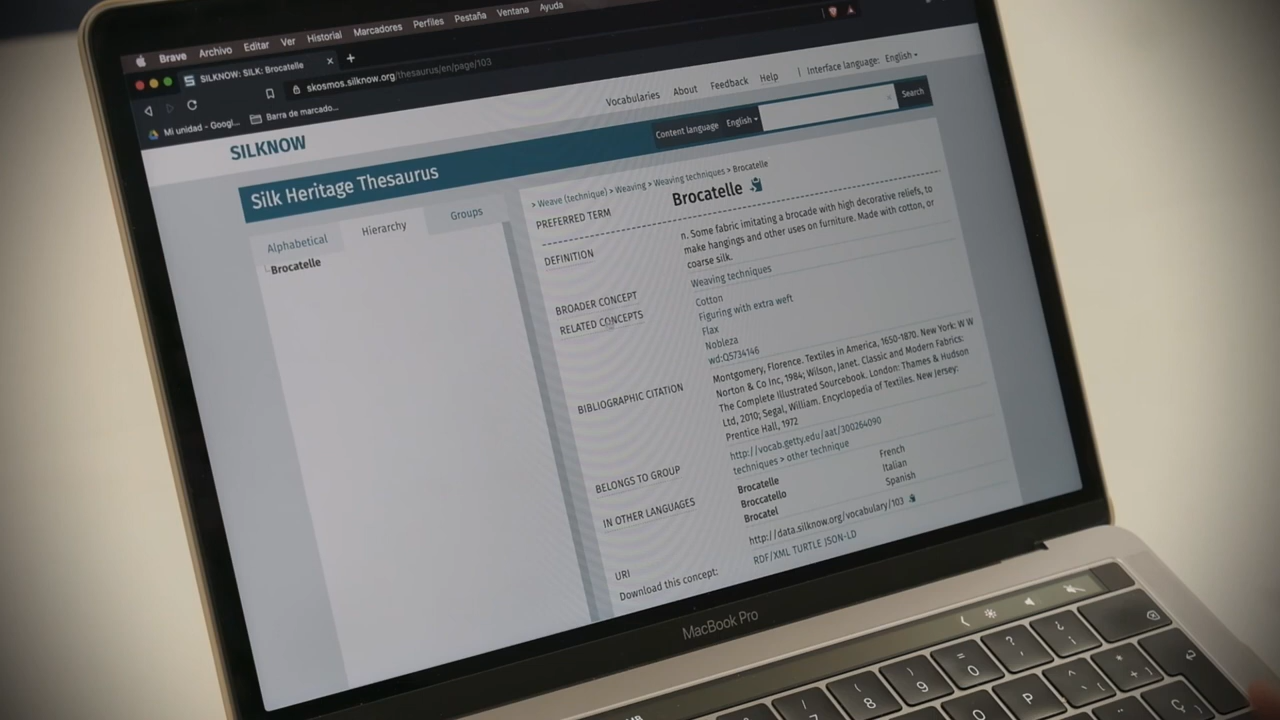 Brave Archivo Editar Ver Historial Marcadores Perfiles Pestaña Ventana Ayuda
SILKNOW: SILK: Brocatelle × +
skosmos.silknow.org/thesaurus/en/page/103
Mi unidad - Googl... Barra de marcado...
Vocabularies About Feedback Help | Interface language: English
SILKNOW
Content language English × Search
Silk Heritage Thesaurus
Alphabetical Hierarchy Groups
Brocatelle
> Weave (technique) > Weaving > Weaving techniques > Brocatelle
PREFERRED TERM Brocatelle
DEFINITION n. Some fabric imitating a brocade with high decorative reliefs, to
make hangings and other uses on furniture. Made with cotton, or
coarse silk.
BROADER CONCEPT Weaving techniques
RELATED CONCEPTS Cotton
Figuring with extra weft
Flax
Nobleza
wd:Q5734146
BIBLIOGRAPHIC CITATION Montgomery, Florence. Textiles in America, 1650-1870. New York: W W
Norton & Co Inc, 1984; Wilson, Janet. Classic and Modern Fabrics:
The Complete Illustrated Sourcebook. London: Thames & Hudson
Ltd, 2010; Segal, William. Encyclopedia of Textiles. New Jersey:
Prentice Hall, 1972
http://vocab.getty.edu/aat/300264090
BELONGS TO GROUP techniques > other technique
IN OTHER LANGUAGES Brocatelle French
Broccatello Italian
Brocatel Spanish
URI http://data.silknow.org/vocabulary/103
Download this concept: RDF/XML TURTLE JSON-LD
MacBook Pro
/ 7 ( 8 ) 9 = 0 ? ' ¿ ¡
O P ^ ` * + ]
Ç